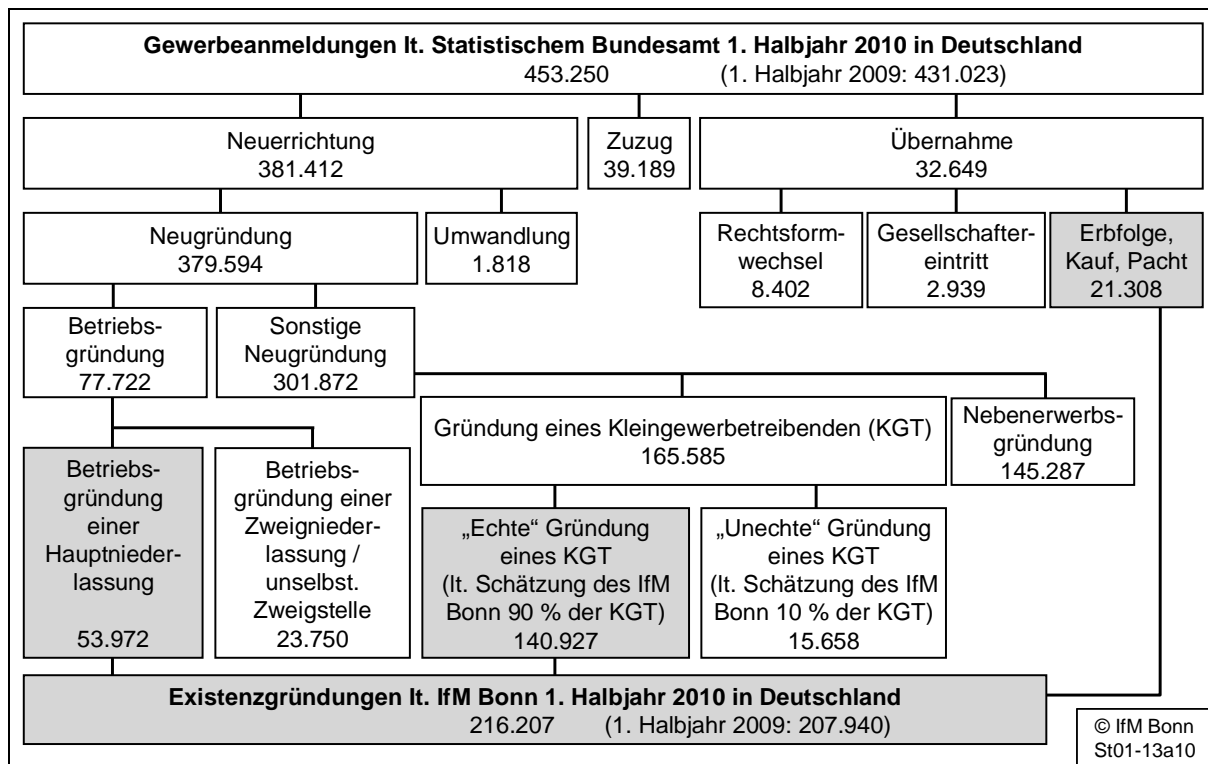 Gewerbeanmeldungen lt. Statistischem Bundesamt 1. Halbjahr 2010 in Deutschland
453.250 (1. Halbjahr 2009: 431.023)
Neuerrichtung
381.412
Zuzug
39.189
Übernahme
32.649
Neugründung
379.594
Umwandlung
1.818
Rechtsform-
wechsel
8.402
Gesellschafter-
eintritt
2.939
Erbfolge,
Kauf, Pacht
21.308
Betriebs-
gründung
77.722
Sonstige
Neugründung
301.872
Gründung eines Kleingewerbetreibenden (KGT)
165.585
Nebenerwerbs-
gründung
145.287
Betriebs-
gründung
einer
Hauptnieder-
lassung
53.972
Betriebs-
gründung einer
Zweignieder-
lassung /
unselbst.
Zweigstelle
23.750
„Echte“ Gründung
eines KGT
(lt. Schätzung des IfM
Bonn 90 % der KGT)
140.927
„Unechte“ Gründung
eines KGT
(lt. Schätzung des IfM
Bonn 10 % der KGT)
15.658
Existenzgründungen lt. IfM Bonn 1. Halbjahr 2010 in Deutschland
216.207 (1. Halbjahr 2009: 207.940)
© IfM Bonn
St01-13a10